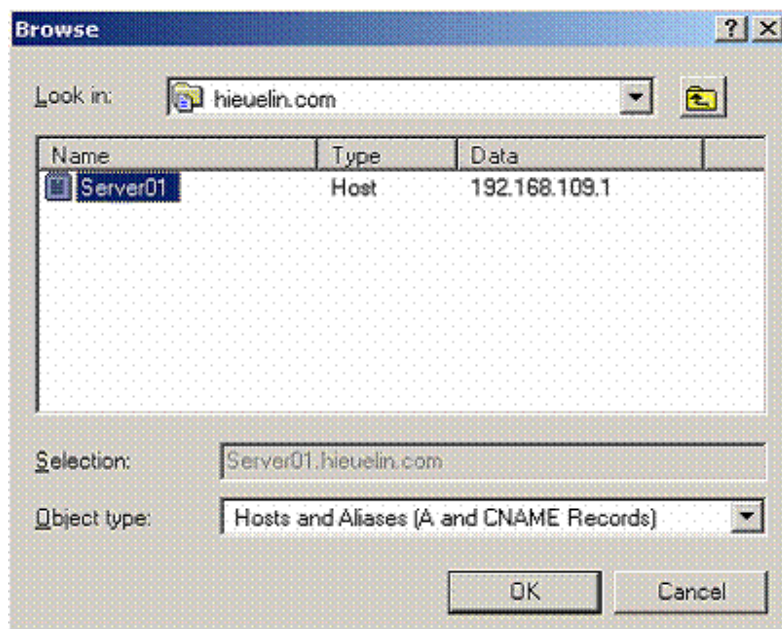 Browse
Look in: hieuelin.com
Name Type Data
Server01 Host 192.168.109.1
Selection: Server01.hieuelin.com
Object type: Hosts and Aliases (A and CNAME Records)
OK Cancel